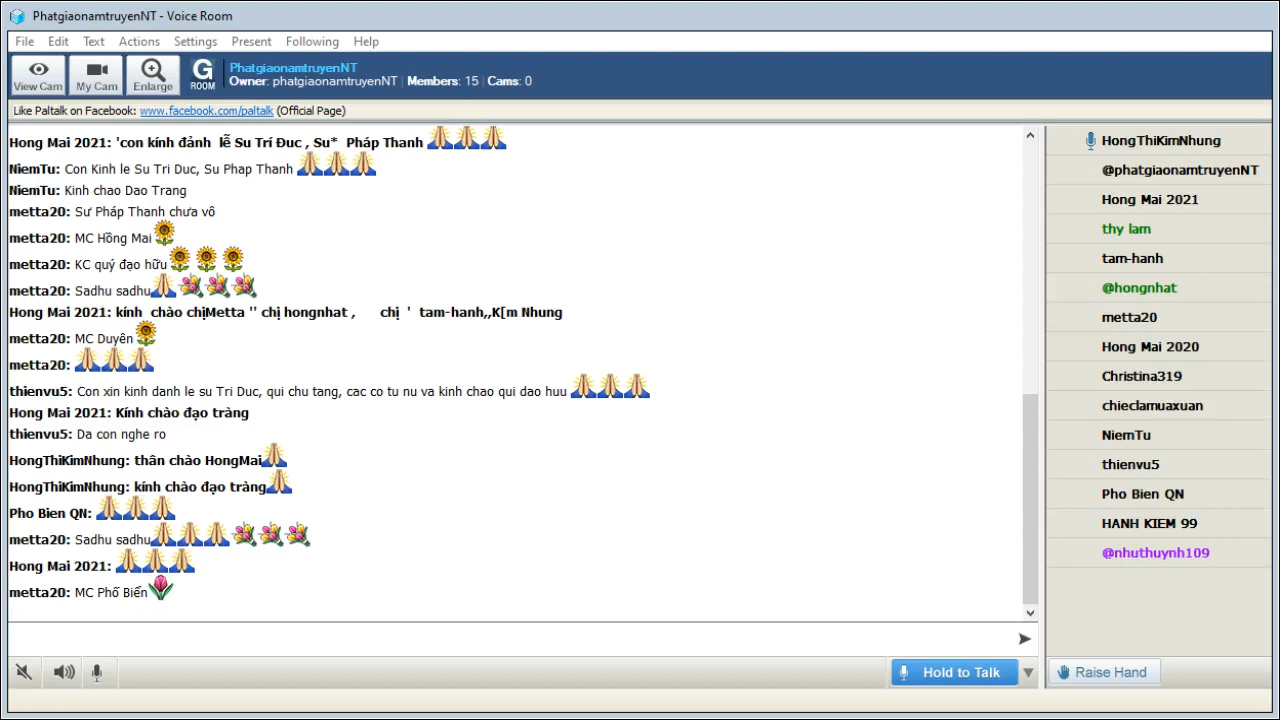 PhatgiaonamtruyenNT - Voice Room
File Edit Text Actions Settings Present Following Help
View Cam
My Cam
Enlarge
G
ROOM
PhatgiaonamtruyenNT
Owner: phatgiaonamtruyenNT | Members: 15 | Cams: 0
Like Paltalk on Facebook: www.facebook.com/paltalk (Official Page)
Hong Mai 2021: 'con kính đảnh lễ Su Trí Đuc , Su* Pháp Thanh
NiemTu: Con Kinh le Su Tri Duc, Su Phap Thanh
NiemTu: Kinh chao Dao Trang
metta20: Sư Pháp Thanh chưa vô
metta20: MC Hồng Mai
metta20: KC quý đạo hữu
metta20: Sadhu sadhu
Hong Mai 2021: kính chào chịMetta '' chị hongnhat , chị ' tam-hanh,,K[m Nhung
metta20: MC Duyên
metta20:
thienvu5: Con xin kinh danh le su Tri Duc, qui chu tang, cac co tu nu va kinh chao qui dao huu
Hong Mai 2021: Kính chào đạo tràng
thienvu5: Da con nghe ro
HongThiKimNhung: thân chào HongMai
HongThiKimNhung: kính chào đạo tràng
Pho Bien QN:
metta20: Sadhu sadhu
Hong Mai 2021:
metta20: MC Phố Biển
Hold to Talk
HongThiKimNhung
@phatgiaonamtruyenNT
Hong Mai 2021
thy lam
tam-hanh
@hongnhat
metta20
Hong Mai 2020
Christina319
chieclamuaxuan
NiemTu
thienvu5
Pho Bien QN
HANH KIEM 99
@nhuthuynh109
Raise Hand